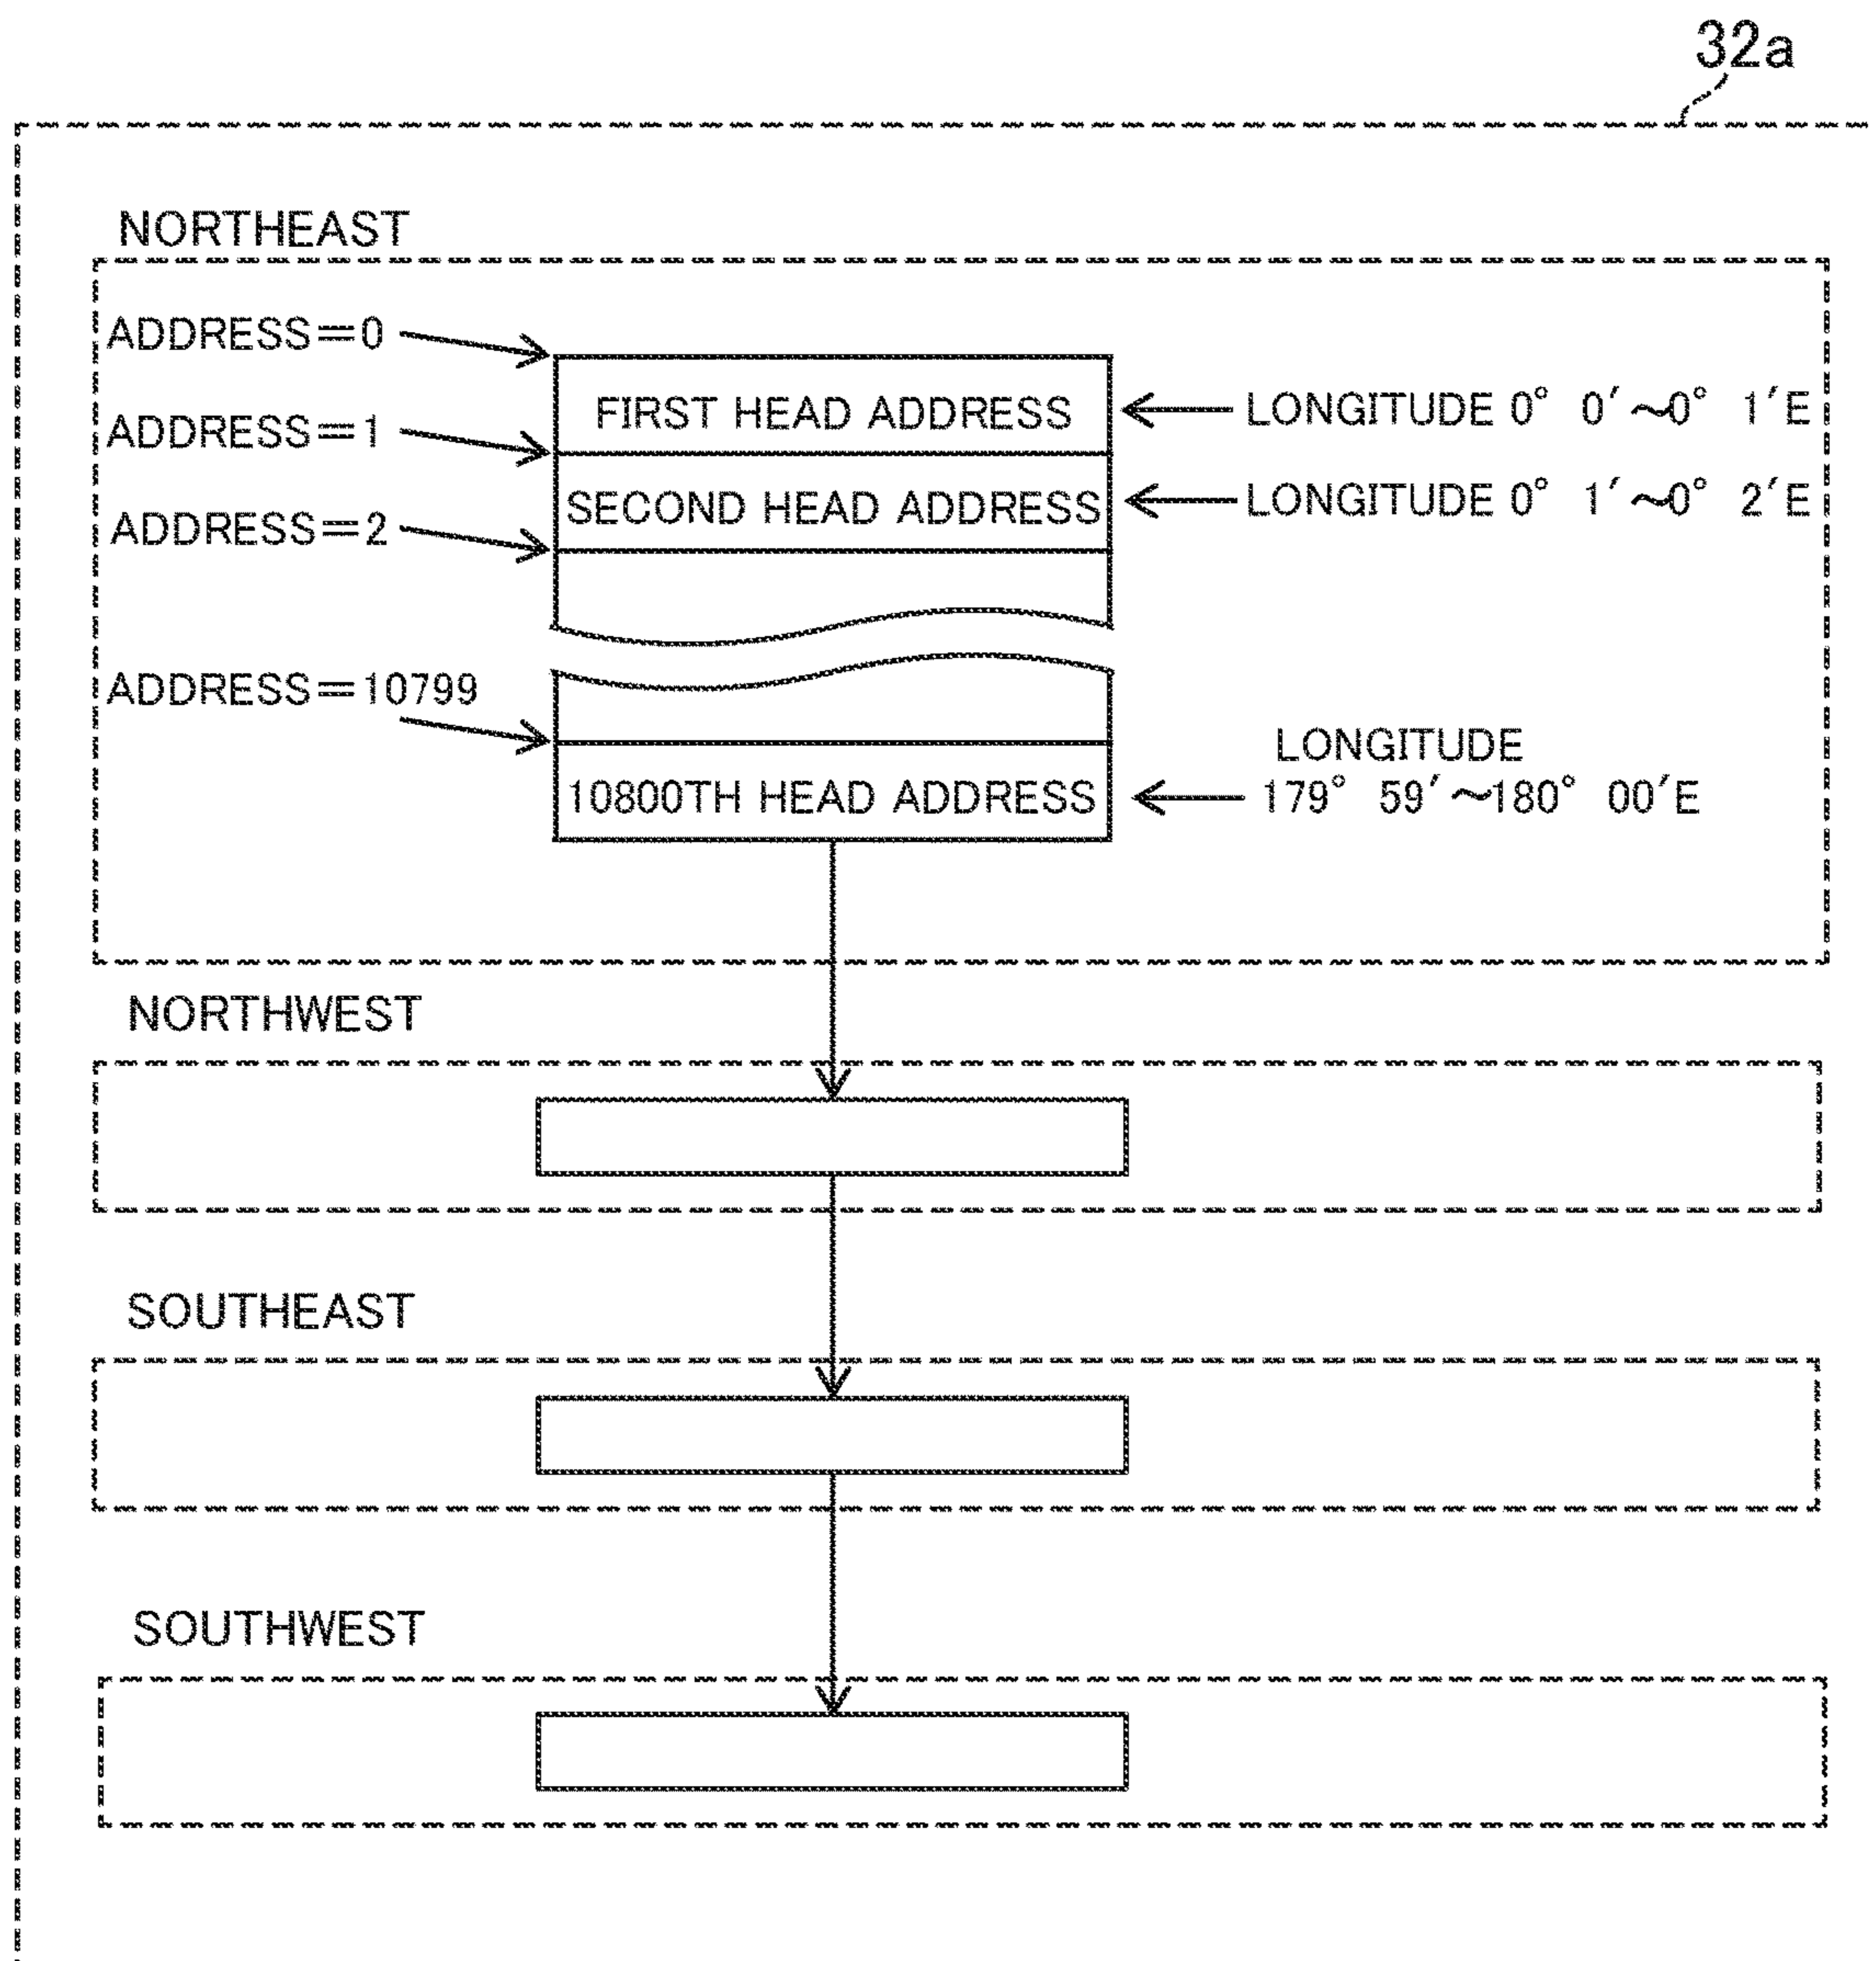 32a
NORTHEAST
ADDRESS=0
FIRST HEAD ADDRESS
LONGITUDE 0° 0′~0° 1′E
ADDRESS=1
SECOND HEAD ADDRESS
LONGITUDE 0° 1′~0° 2′E
ADDRESS=2
ADDRESS=10799
10800TH HEAD ADDRESS
LONGITUDE
179° 59′~180° 00′E
NORTHWEST
SOUTHEAST
SOUTHWEST